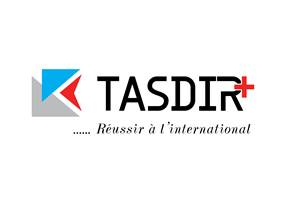 TASDIR+
...... Réussir à l'international